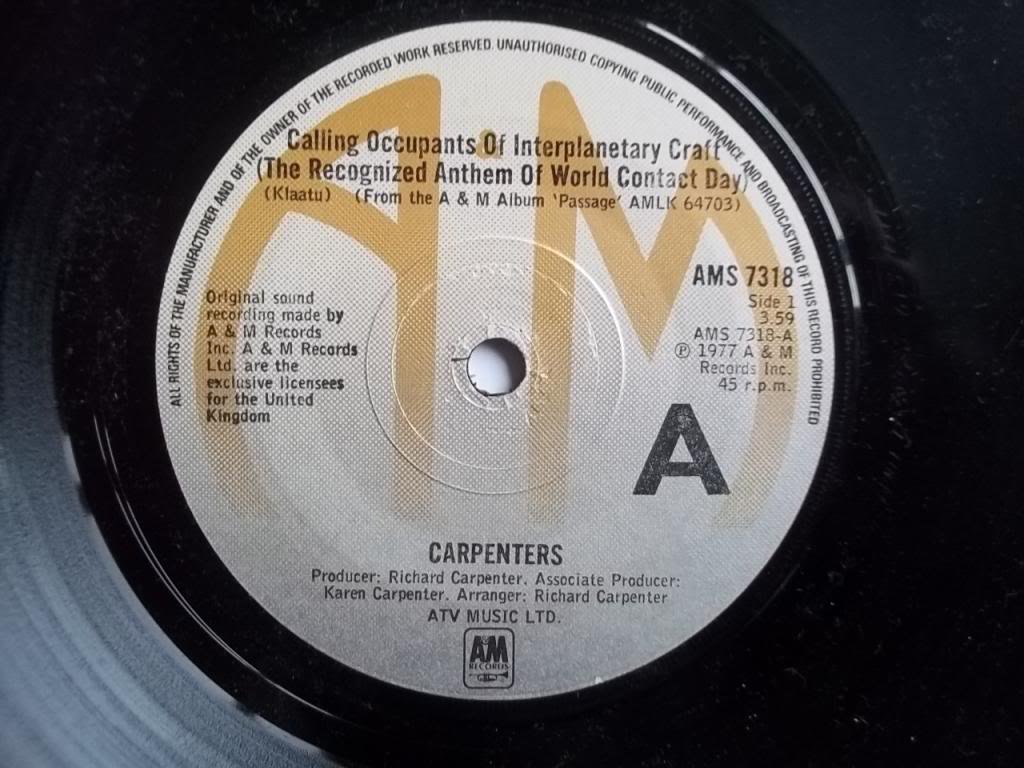 ALL RIGHTS OF THE MANUFACTURER AND OF THE OWNER OF THE RECORDED WORK RESERVED. UNAUTHORISED COPYING PUBLIC PERFORMANCE AND BROADCASTING OF THIS RECORD PROHIBITED
A&M
Calling Occupants Of Interplanetary Craft
(The Recognized Anthem Of World Contact Day)
(Klaatu) (From the A & M Album 'Passage' AMLK 64703)
Original sound
recording made by
A & M Records
Inc. A & M Records
Ltd. are the
exclusive licensees
for the United
Kingdom
AMS 7318
Side 1
3.59
AMS 7318-A
℗ 1977 A & M
Records Inc.
45 r.p.m.
A
CARPENTERS
Producer: Richard Carpenter. Associate Producer:
Karen Carpenter. Arranger: Richard Carpenter
ATV MUSIC LTD.
A&M
RECORDS